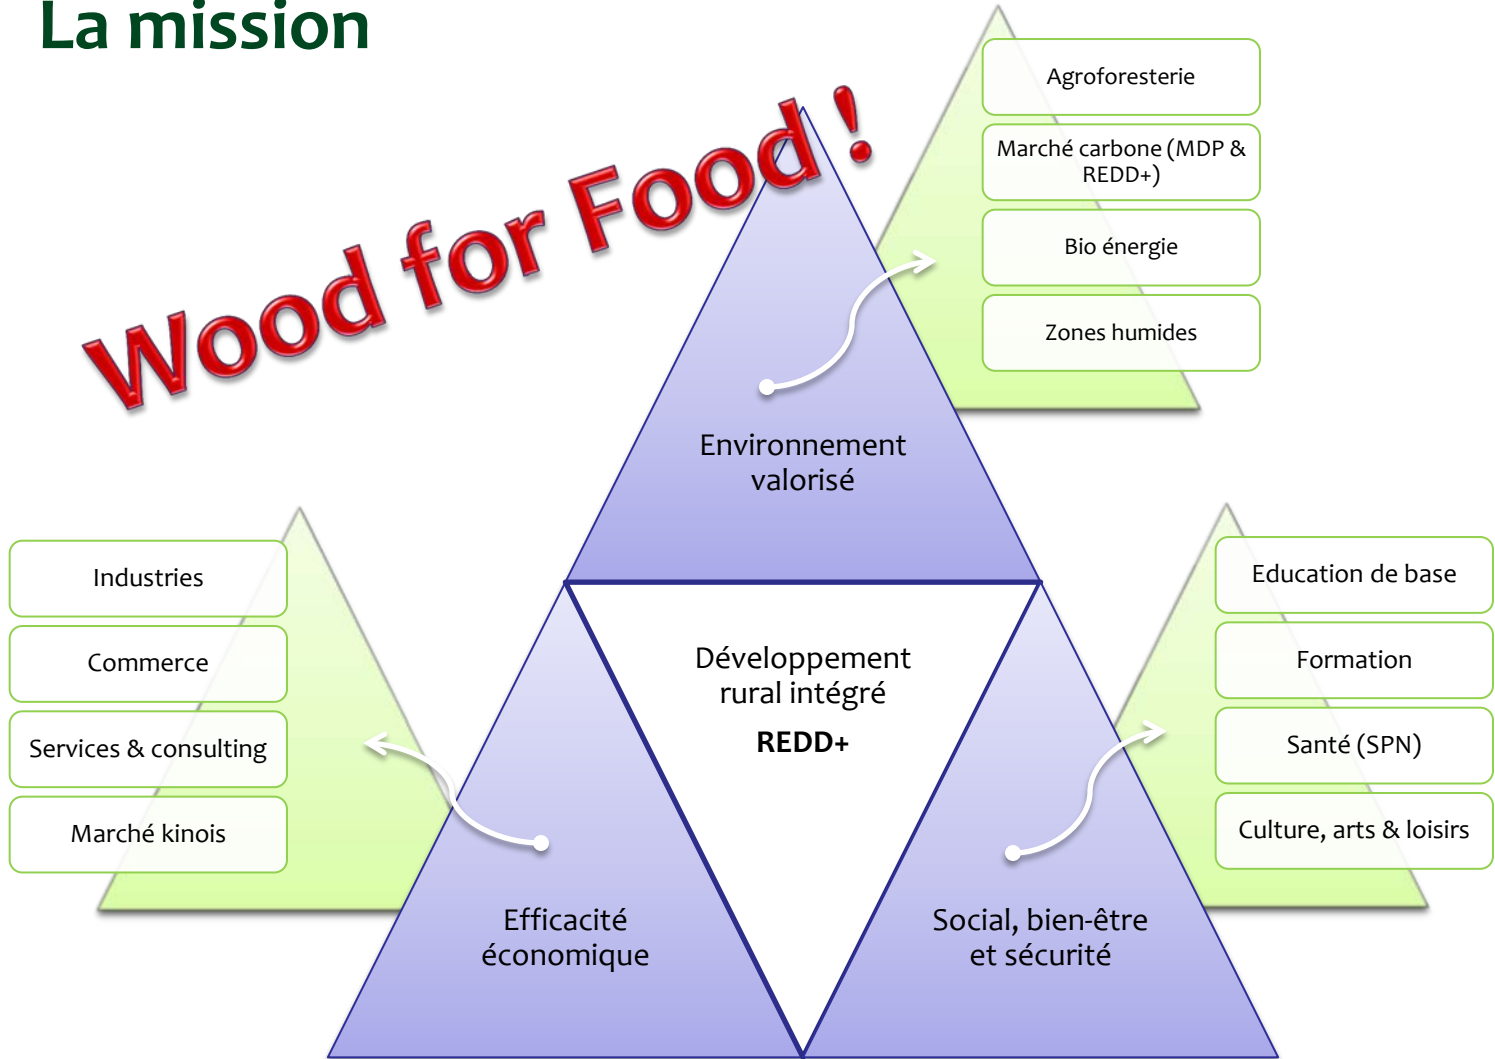 La mission
Wood for Food !
Agroforesterie
Marché carbone (MDP &
REDD+)
Bio énergie
Zones humides
Environnement
valorisé
Industries
Commerce
Services & consulting
Marché kinois
Développement
rural intégré
REDD+
Education de base
Formation
Santé (SPN)
Culture, arts & loisirs
Efficacité
économique
Social, bien-être
et sécurité